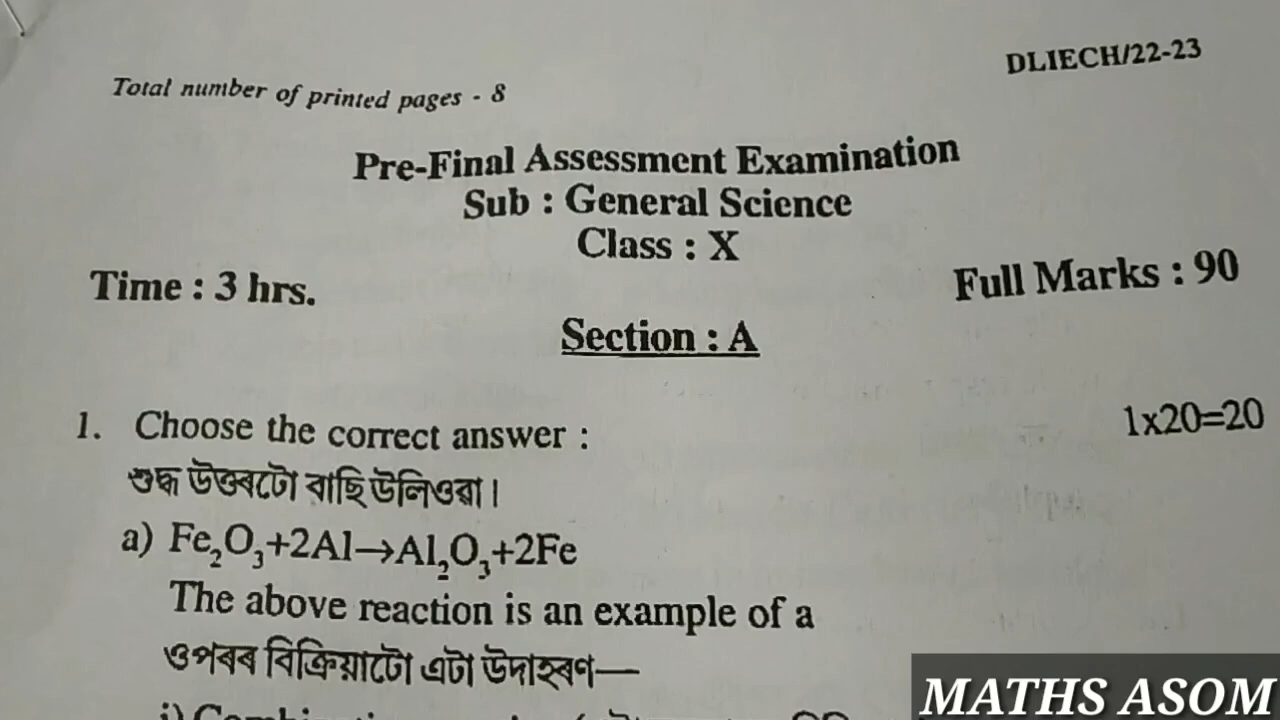 DLIECH/22-23
Total number of printed pages - 8
Pre-Final Assessment Examination
Sub : General Science
Class : X
Time : 3 hrs.
Full Marks : 90
Section : A
1. Choose the correct answer :
1x20=20
শুদ্ধ উত্তৰটো বাছি উলিওৱা।
a) Fe₂O₃+2Al→Al₂O₃+2Fe
The above reaction is an example of a
ওপৰৰ বিক্ৰিয়াটো এটা উদাহৰণ—
i)
MATHS ASOM